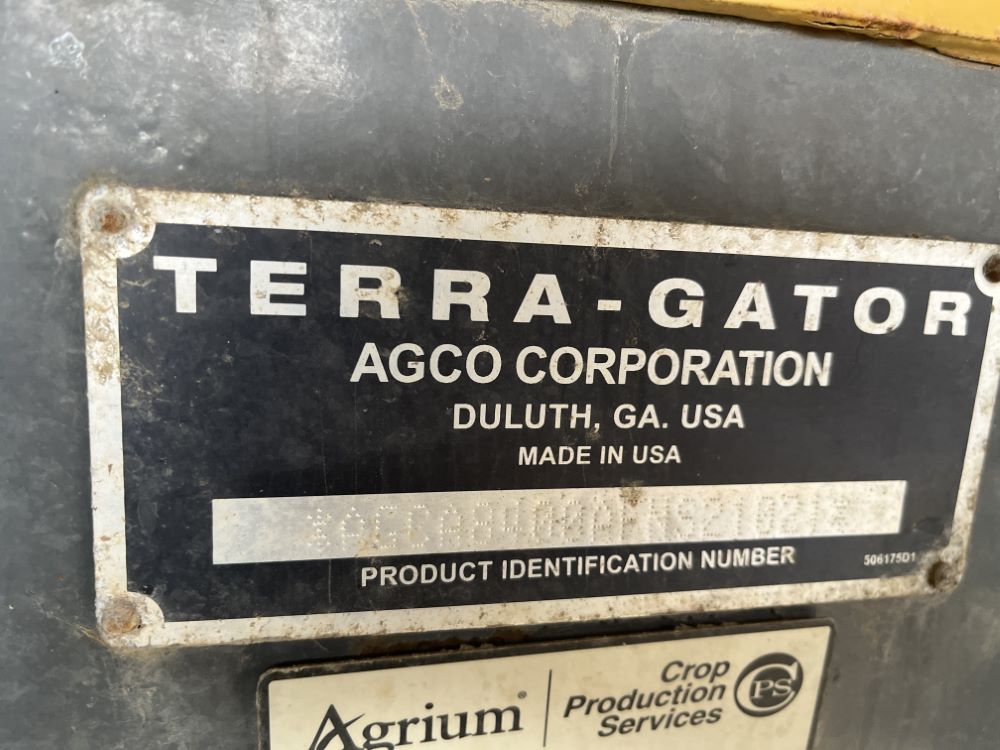 TERRA-GATOR
AGCO CORPORATION
DULUTH, GA. USA
MADE IN USA
PRODUCT IDENTIFICATION NUMBER
506175D1
Agrium®
Crop
Production
Services
CPS